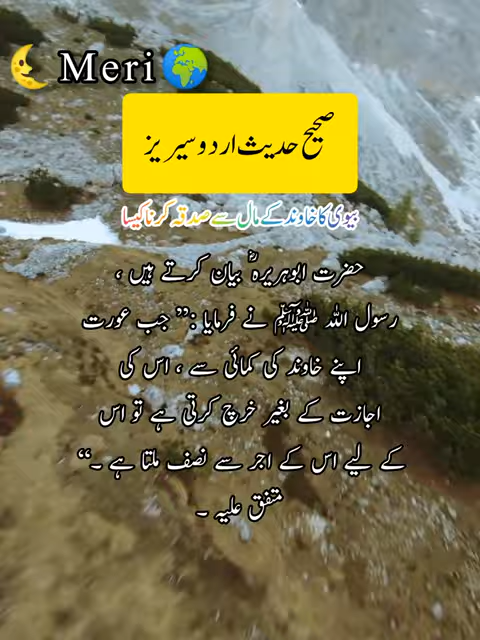 🌜Meri🌍
صحیح حدیث اردو سیریز
بیوی کا خاوند کے مال سے صدقہ کرنا کیسا
حضرت ابوہریرہؓ بیان کرتے ہیں ،
رسول اللہ ﷺ نے فرمایا :’’ جب عورت
اپنے خاوند کی کمائی سے ، اس کی
اجازت کے بغیر خرچ کرتی ہے تو اس
کے لیے اس کے اجر سے نصف ملتا ہے ۔‘‘
متفق علیہ ۔